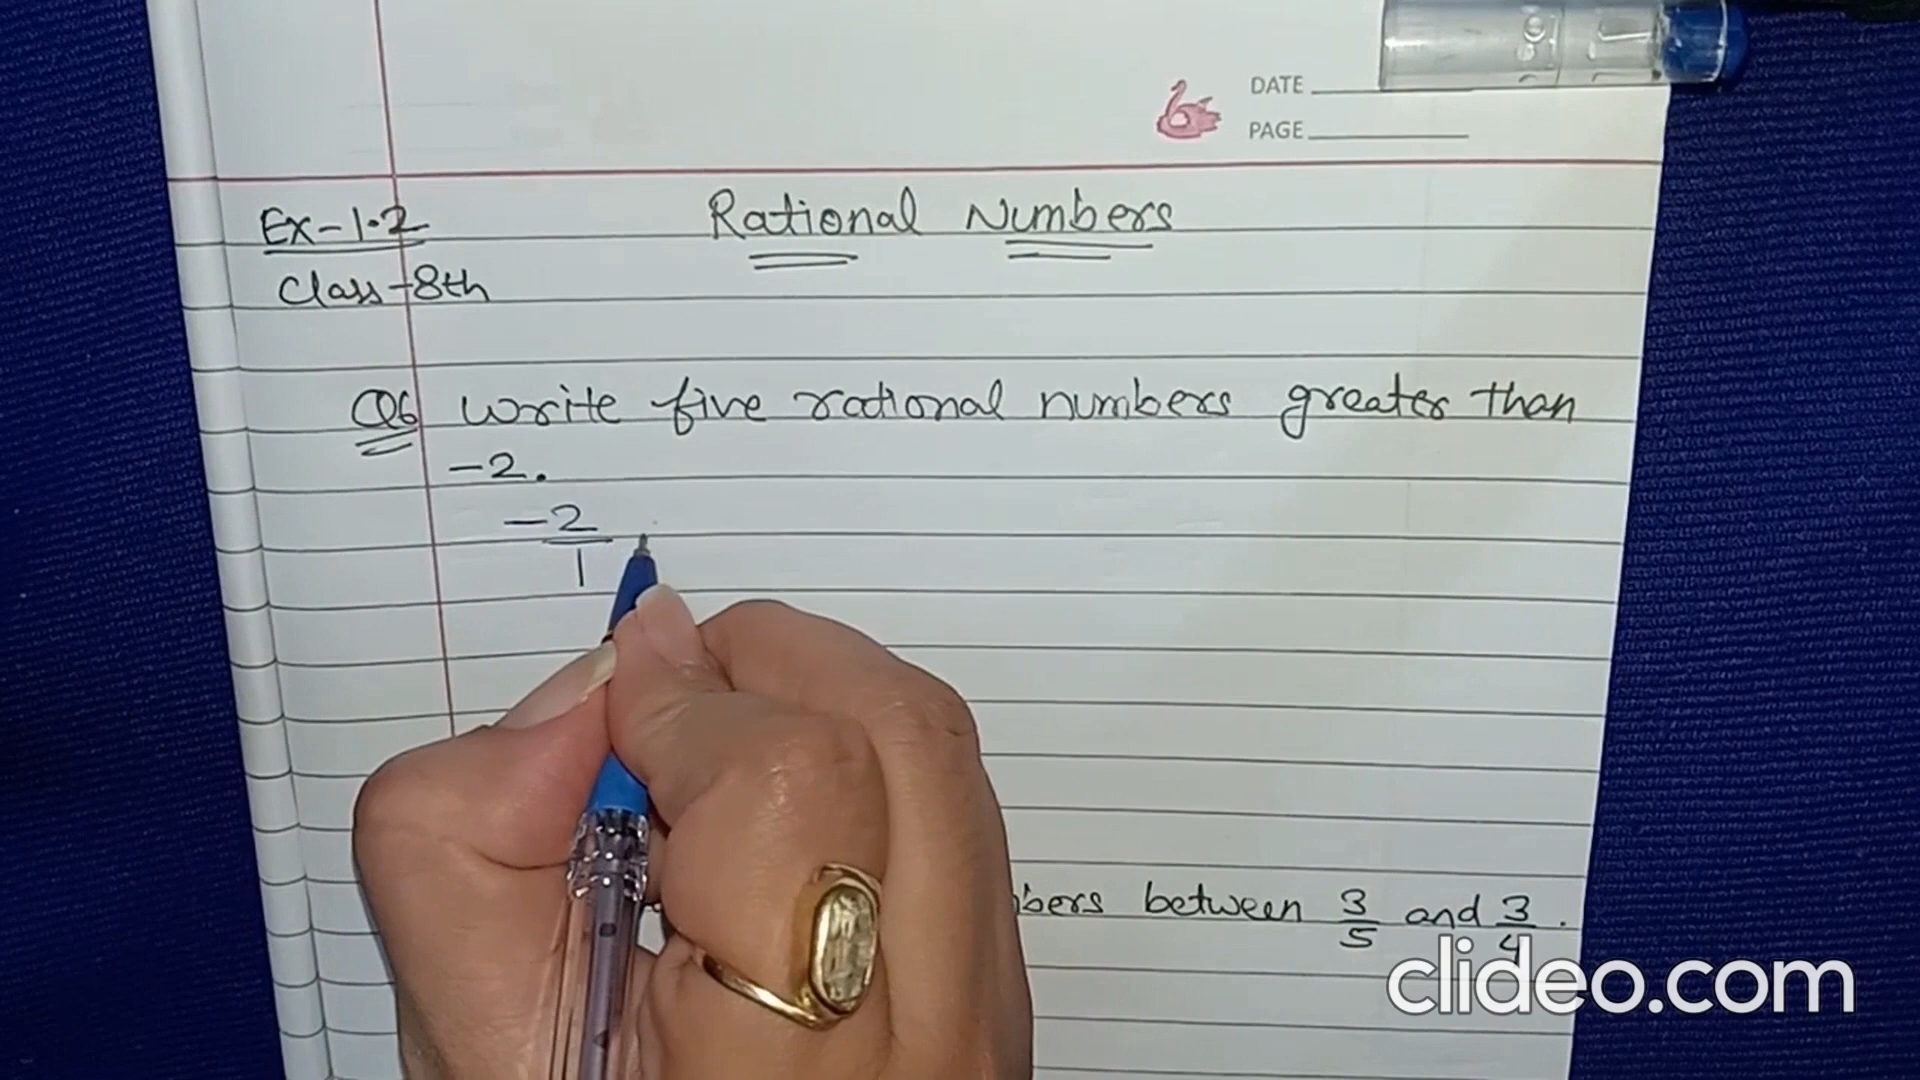 DATE
PAGE
Ex-1.2
Rational Numbers
Class-8th
Q6 Write five rational numbers greater than
-2.
-2
1
between 3/5 and 3/4.
clideo.com